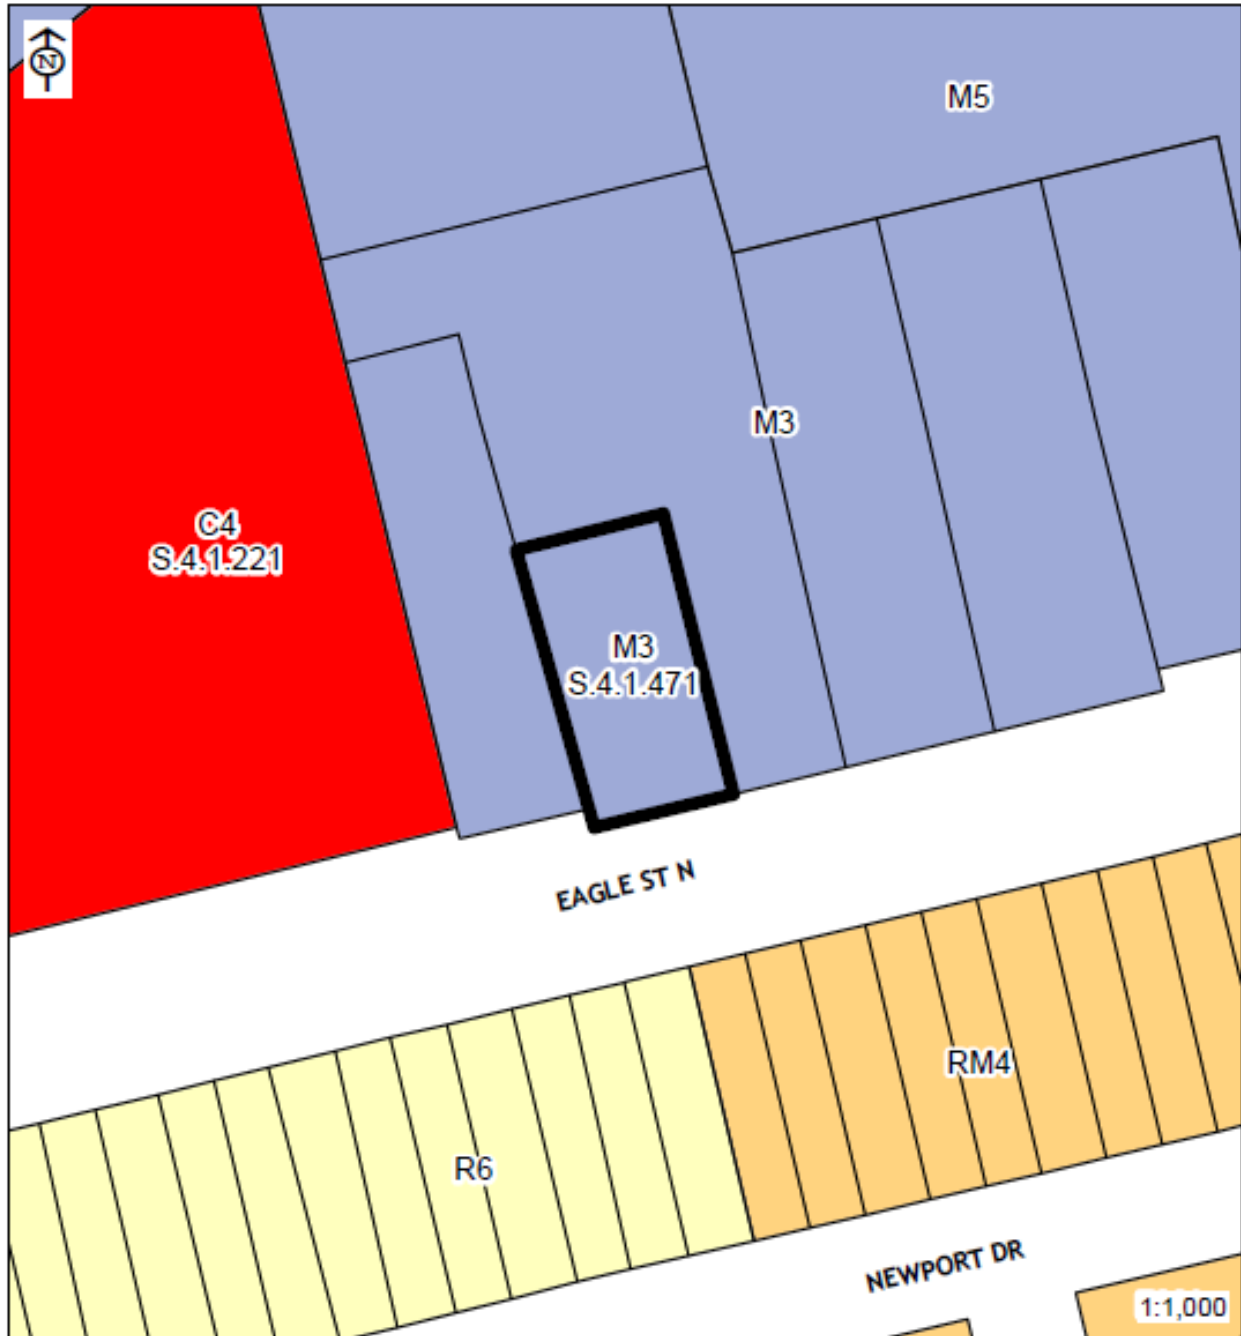 N
M5
M3
C4
S.4.1.221
M3
S.4.1.471
EAGLE ST N
RM4
R6
NEWPORT DR
1:1,000